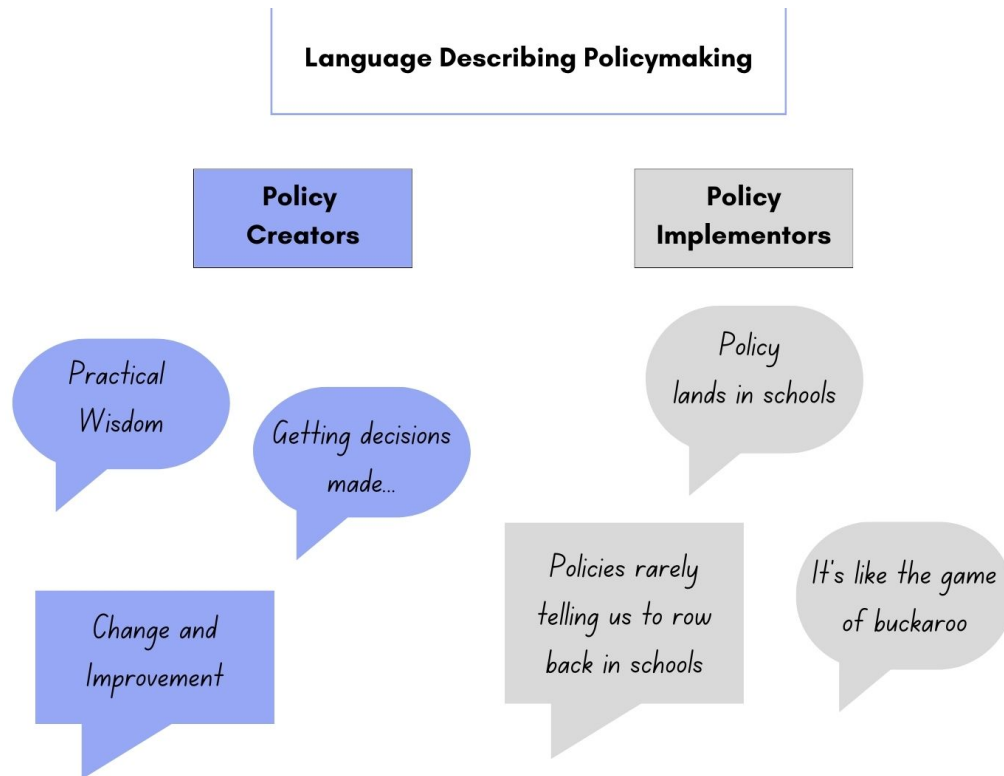 Language Describing Policymaking
Policy
Creators
Policy
Implementors
Practical
Wisdom
Getting decisions
made...
Change and
Improvement
Policy
lands in schools
Policies rarely
telling us to row
back in schools
It's like the game
of buckaroo